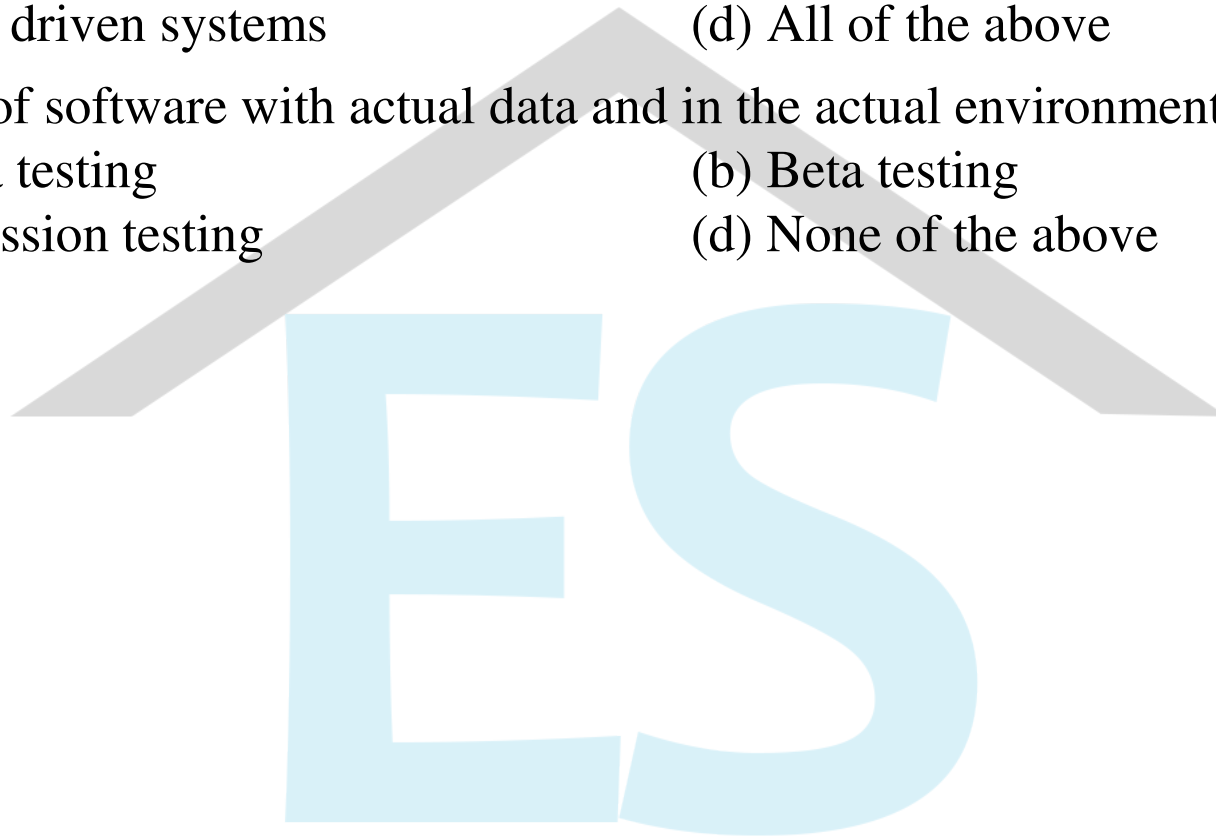 driven systems (d) All of the above
of software with actual data and in the actual environment
testing (b) Beta testing
ssion testing (d) None of the above
ES